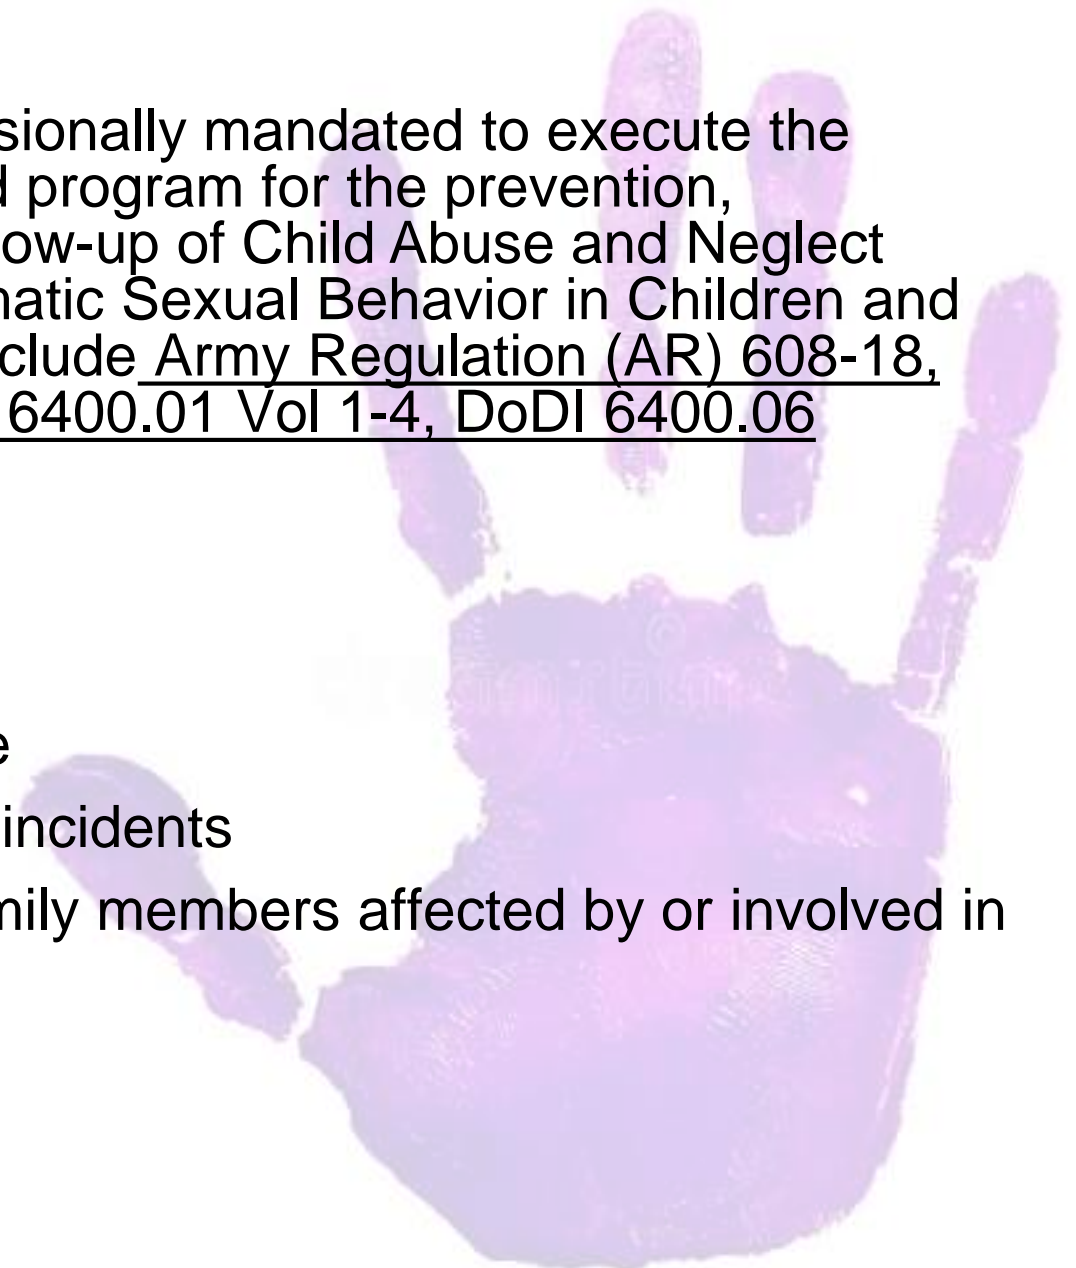 sionally mandated to execute the
d program for the prevention,
low-up of Child Abuse and Neglect
natic Sexual Behavior in Children and
clude Army Regulation (AR) 608-18,
6400.01 Vol 1-4, DoDI 6400.06
e
incidents
mily members affected by or involved in